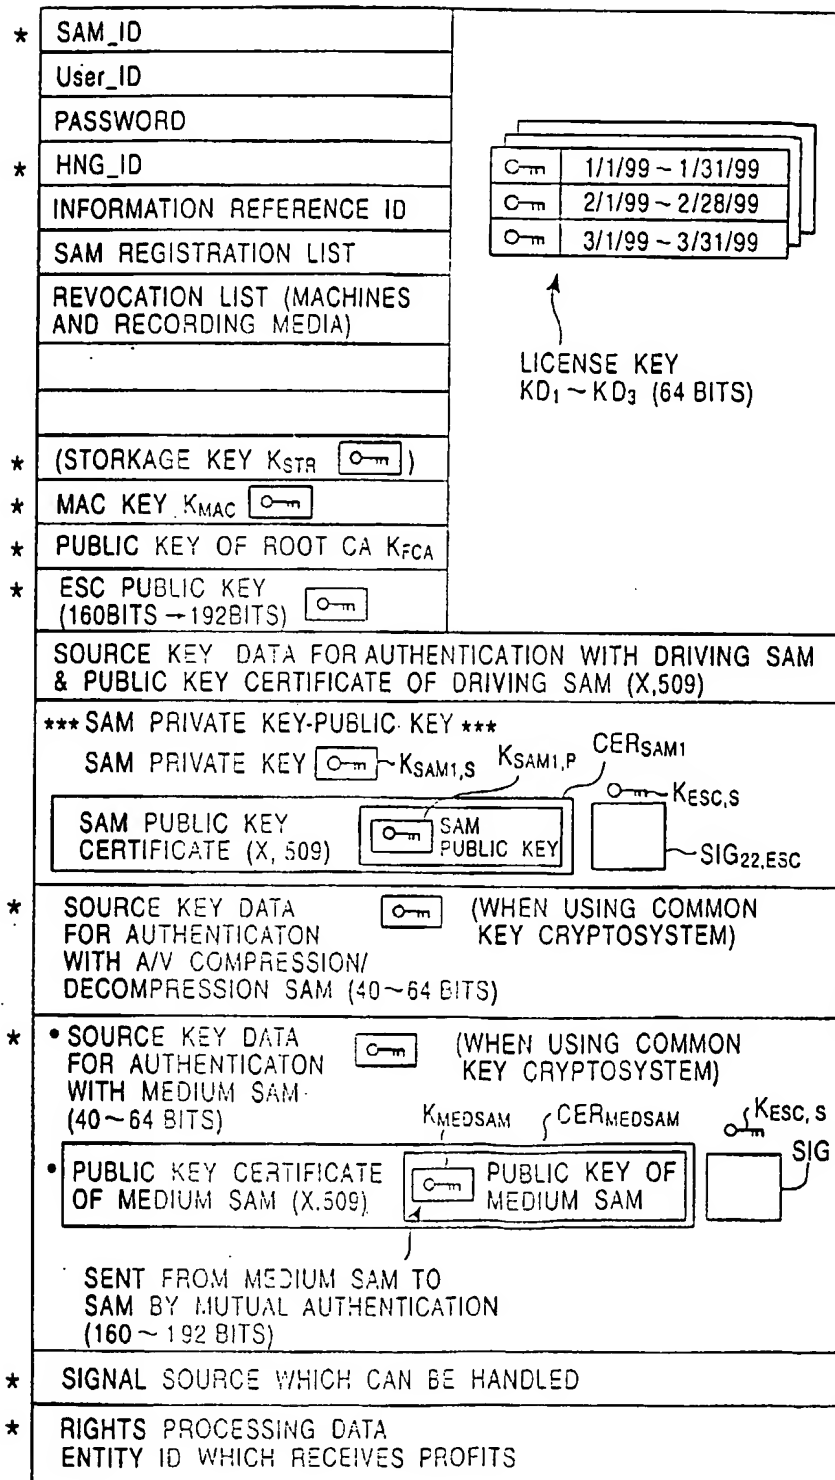 * SAM_ID
User_ID
PASSWORD
* HNG_ID
INFORMATION REFERENCE ID
SAM REGISTRATION LIST
REVOCATION LIST (MACHINES
AND RECORDING MEDIA)
1/1/99 ~ 1/31/99
2/1/99 ~ 2/28/99
3/1/99 ~ 3/31/99
LICENSE KEY
KD1 ~ KD3 (64 BITS)
* (STORKAGE KEY KSTR )
* MAC KEY KMAC
* PUBLIC KEY OF ROOT CA KFCA
* ESC PUBLIC KEY
(160BITS → 192BITS)
SOURCE KEY DATA FOR AUTHENTICATION WITH DRIVING SAM
& PUBLIC KEY CERTIFICATE OF DRIVING SAM (X,509)
*** SAM PRIVATE KEY-PUBLIC KEY ***
SAM PRIVATE KEY ~ KSAM1,S KSAM1,P CERSAM1
KESC,S
SAM PUBLIC KEY
CERTIFICATE (X, 509)
SAM
PUBLIC KEY
SIG22,ESC
* SOURCE KEY DATA
FOR AUTHENTICATON
WITH A/V COMPRESSION/
DECOMPRESSION SAM (40~64 BITS)
(WHEN USING COMMON
KEY CRYPTOSYSTEM)
* • SOURCE KEY DATA
FOR AUTHENTICATON
WITH MEDIUM SAM
(40~64 BITS)
(WHEN USING COMMON
KEY CRYPTOSYSTEM)
KMEDSAM CERMEDSAM KESC, S
SIG
• PUBLIC KEY CERTIFICATE
OF MEDIUM SAM (X.509)
PUBLIC KEY OF
MEDIUM SAM
SENT FROM MEDIUM SAM TO
SAM BY MUTUAL AUTHENTICATION
(160 ~ 192 BITS)
* SIGNAL SOURCE WHICH CAN BE HANDLED
* RIGHTS PROCESSING DATA
ENTITY ID WHICH RECEIVES PROFITS